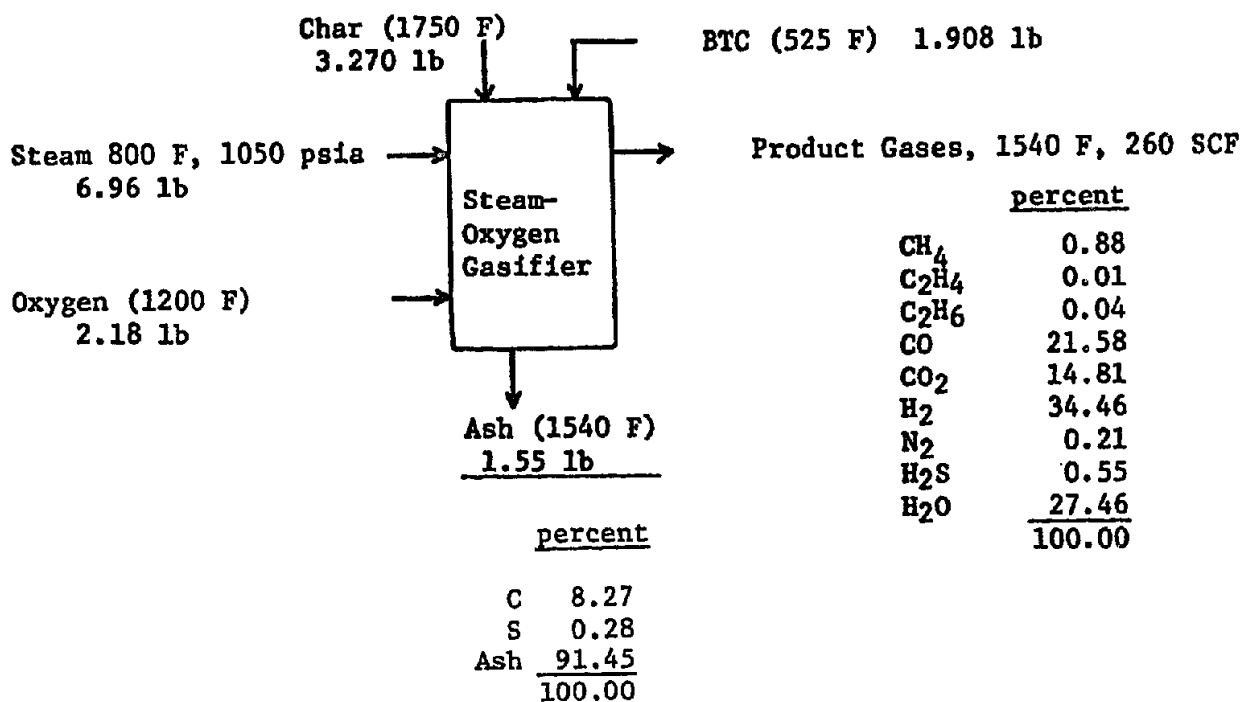 Char (1750 F)
3.270 lb
BTC (525 F) 1.908 lb
Steam 800 F, 1050 psia
6.96 lb
Steam-
Oxygen
Gasifier
Product Gases, 1540 F, 260 SCF
percent
CH4 0.88
C2H4 0.01
C2H6 0.04
CO 21.58
CO2 14.81
H2 34.46
N2 0.21
H2S 0.55
H2O 27.46
100.00
Oxygen (1200 F)
2.18 lb
Ash (1540 F)
1.55 lb
percent
C 8.27
S 0.28
Ash 91.45
100.00